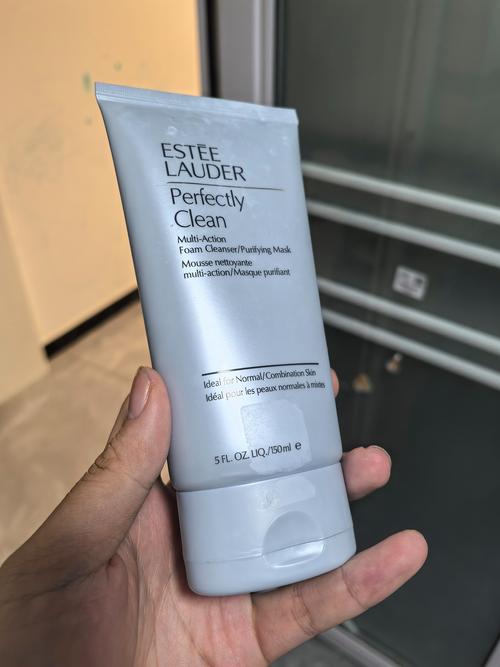 ESTĒE
LAUDER
Perfectly
Clean
Multi-Action
Foam Cleanser/Purifying Mask
Mousse nettoyante
multi-action/Masque purifiant
Ideal for Normal/Combination Skin
Idéal pour les peaux normales à mixtes
5 FL. OZ. LIQ./150 ml ℮